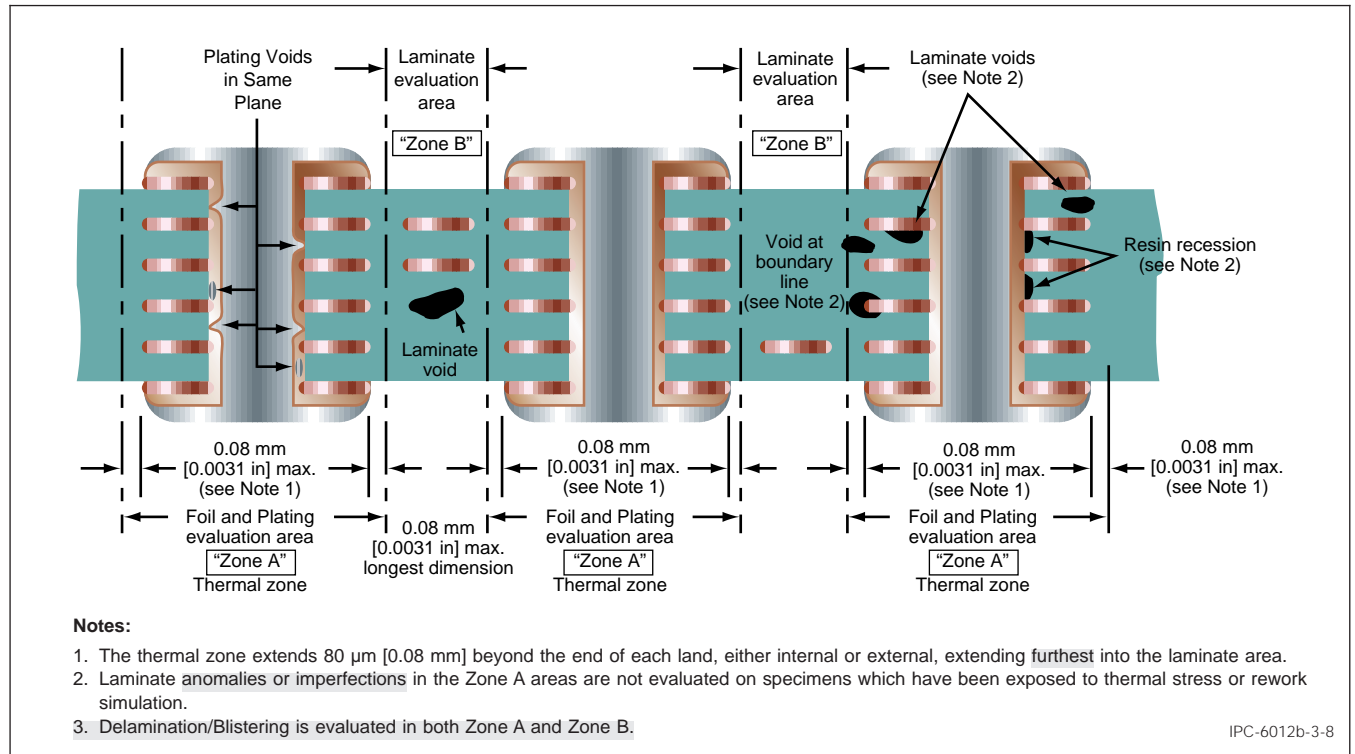 Plating Voids
in Same
Plane
Laminate
evaluation
area
"Zone B"
Laminate
evaluation
area
"Zone B"
Laminate voids
(see Note 2)
Void at
boundary
line
(see Note 2)
Resin recession
(see Note 2)
Laminate
void
0.08 mm
[0.0031 in] max.
(see Note 1)
0.08 mm
[0.0031 in] max.
(see Note 1)
0.08 mm
[0.0031 in] max.
(see Note 1)
0.08 mm
[0.0031 in] max.
(see Note 1)
Foil and Plating
evaluation area
"Zone A"
Thermal zone
0.08 mm
[0.0031 in] max.
longest dimension
Foil and Plating
evaluation area
"Zone A"
Thermal zone
Foil and Plating
evaluation area
"Zone A"
Thermal zone
Notes:
1. The thermal zone extends 80 µm [0.08 mm] beyond the end of each land, either internal or external, extending furthest into the laminate area.
2. Laminate anomalies or imperfections in the Zone A areas are not evaluated on specimens which have been exposed to thermal stress or rework
simulation.
3. Delamination/Blistering is evaluated in both Zone A and Zone B.
IPC-6012b-3-8